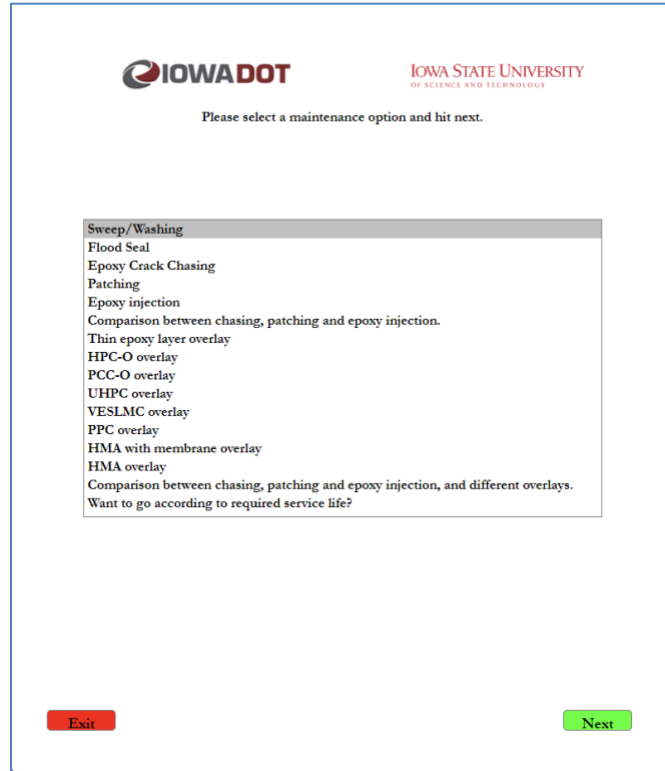 IOWADOT
IOWA STATE UNIVERSITY
OF SCIENCE AND TECHNOLOGY
Please select a maintenance option and hit next.
Sweep/Washing
Flood Seal
Epoxy Crack Chasing
Patching
Epoxy injection
Comparison between chasing, patching and epoxy injection.
Thin epoxy layer overlay
HPC-O overlay
PCC-O overlay
UHPC overlay
VESLMC overlay
PPC overlay
HMA with membrane overlay
HMA overlay
Comparison between chasing, patching and epoxy injection, and different overlays.
Want to go according to required service life?
Exit
Next